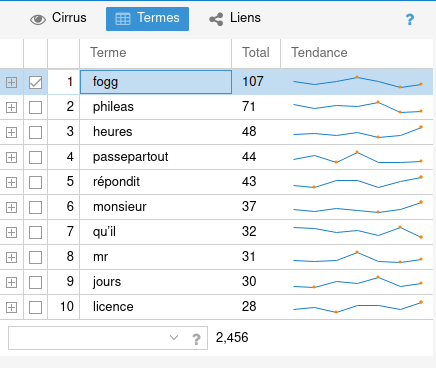 Cirrus Termes Liens ?
Terme Total Tendance
1 fogg 107
2 phileas 71
3 heures 48
4 passepartout 44
5 répondit 43
6 monsieur 37
7 qu'il 32
8 mr 31
9 jours 30
10 licence 28
? 2,456